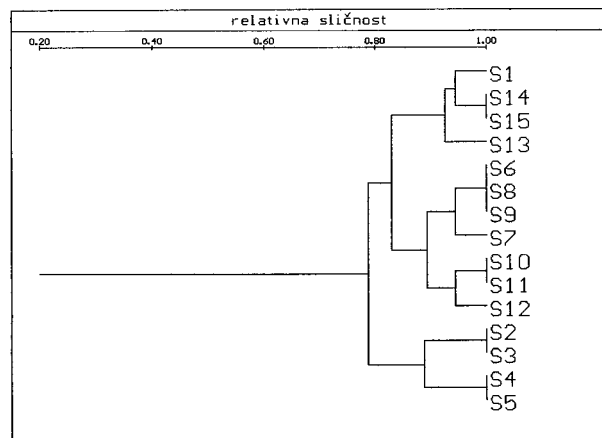 relativna sličnost
0.20 0.40 0.60 0.80 1.00
S1
S14
S15
S13
S6
S8
S9
S7
S10
S11
S12
S2
S3
S4
S5